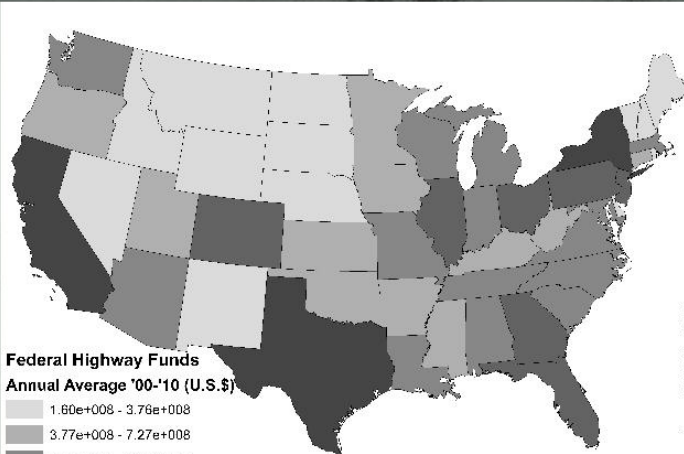 Federal Highway Funds
Annual Average '00-'10 (U.S.$)
1.60e+008 - 3.76e+008
3.77e+008 - 7.27e+008